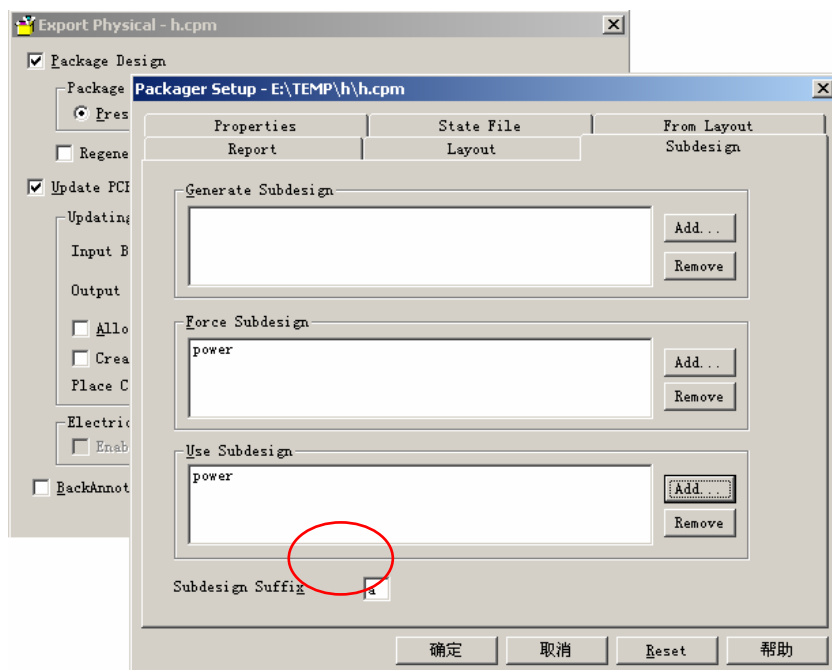 Export Physical - h.cpm
Package Design
Package
Pres
Regene
Update PCB
Updating
Input B
Output
Allo
Crea
Place C
Electric
Enab
BackAnnot
Packager Setup - E:\TEMP\h\h.cpm
Properties State File From Layout
Report Layout Subdesign
Generate Subdesign
Add...
Remove
Force Subdesign
power
Add...
Remove
Use Subdesign
power
Add...
Remove
Subdesign Suffix a
确定 取消 Reset 帮助